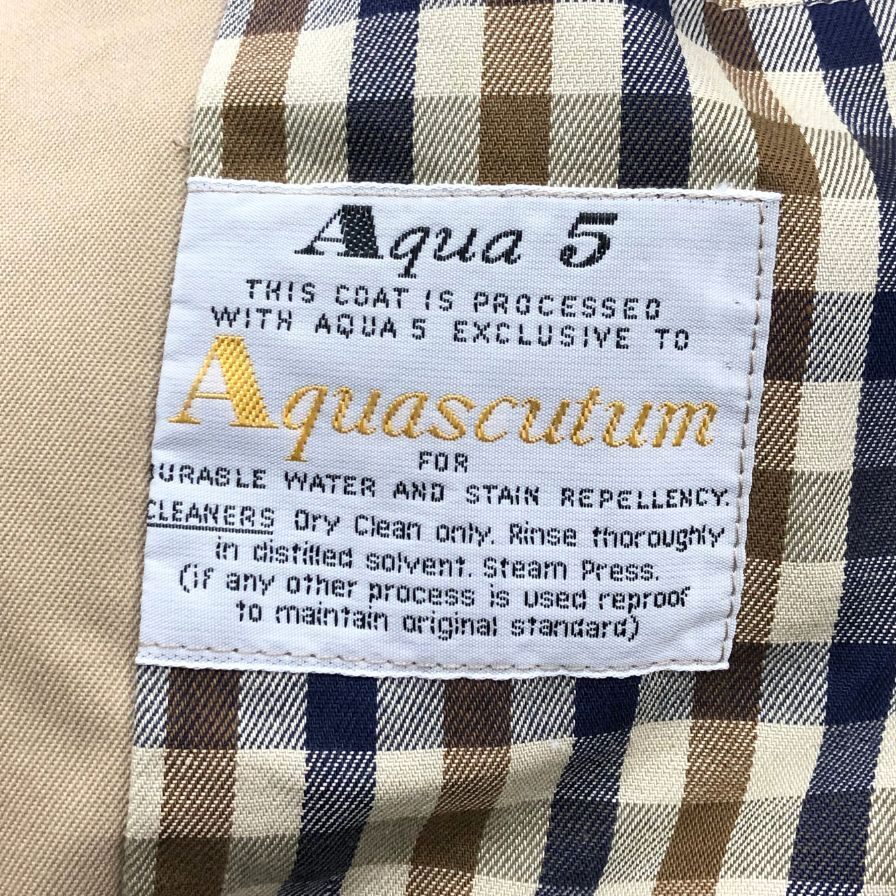 Aqua 5
THIS COAT IS PROCESSED
WITH AQUA 5 EXCLUSIVE TO
Aquascutum
FOR
DURABLE WATER AND STAIN REPELLENCY.
CLEANERS Dry Clean only. Rinse thoroughly
in distilled solvent. Steam Press.
(if any other process is used reproof
to maintain original standard)